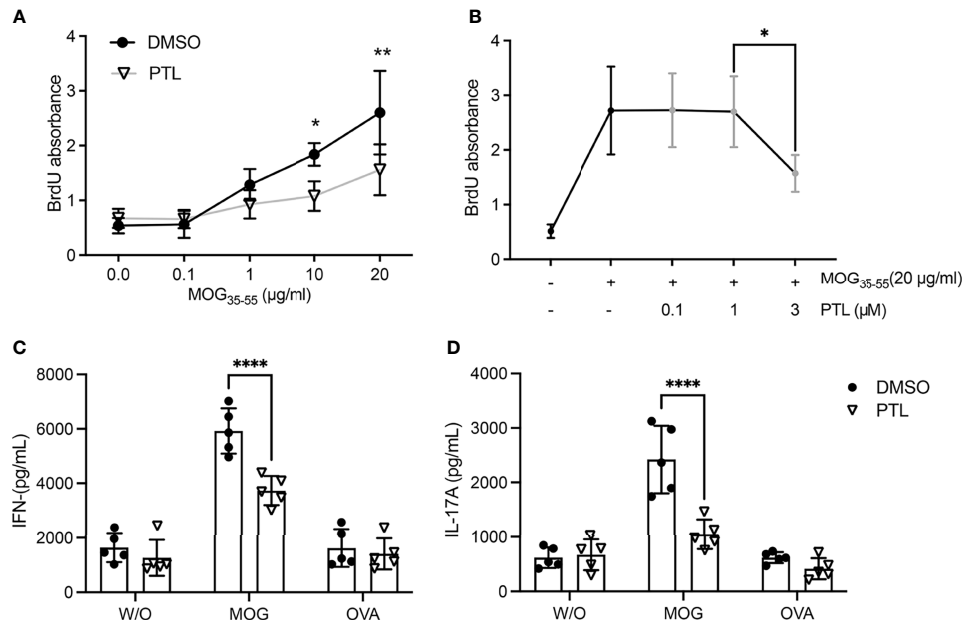 A
4
3
2
1
0
BrdU absorbance
DMSO
PTL
*
**
0.0 0.1 1 10 20
MOG35-55 (µg/ml)
B
4
3
2
1
0
BrdU absorbance
*
- + + + + MOG35-55(20 µg/ml)
- - 0.1 1 3 PTL (µM)
C
8000
6000
4000
2000
0
IFN-(pg/mL)
****
W/O MOG OVA
D
4000
3000
2000
1000
0
IL-17A (pg/mL)
****
W/O MOG OVA
DMSO
PTL